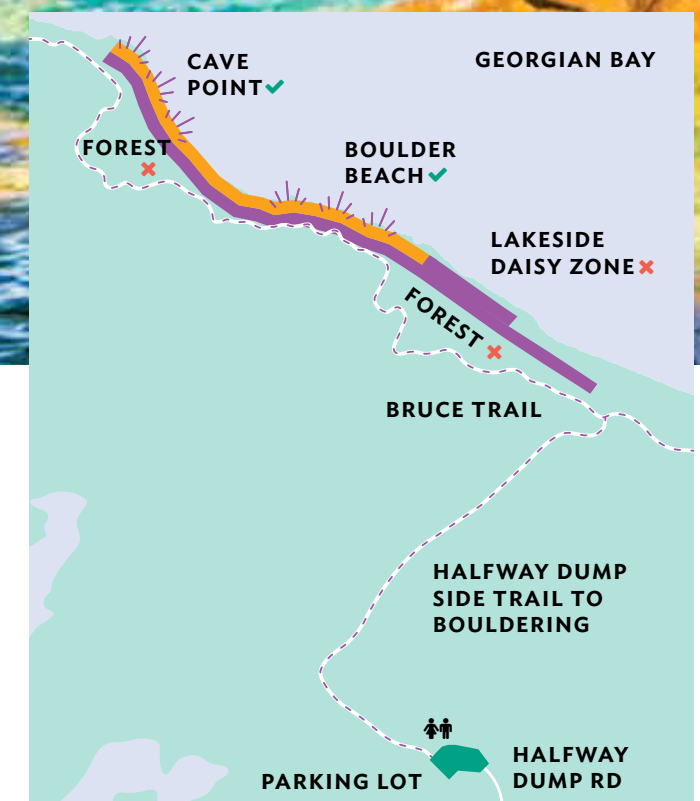 CAVE
POINT
GEORGIAN BAY
FOREST
BOULDER
BEACH
LAKESIDE
DAISY ZONE
FOREST
BRUCE TRAIL
HALFWAY DUMP
SIDE TRAIL TO
BOULDERING
PARKING LOT
HALFWAY
DUMP RD